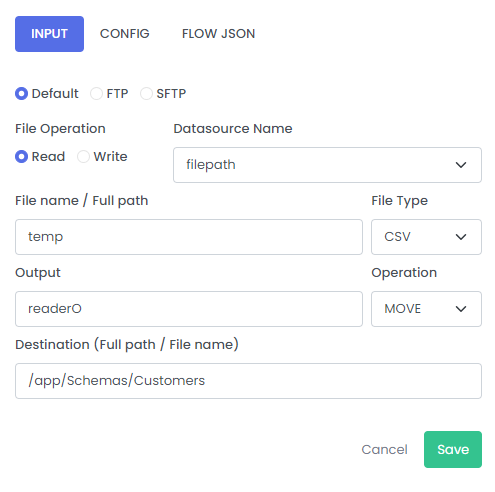 INPUT CONFIG FLOW JSON
Default FTP SFTP
File Operation Datasource Name
Read Write filepath
File name / Full path File Type
temp CSV
Output Operation
readerO MOVE
Destination (Full path / File name)
/app/Schemas/Customers
Cancel Save